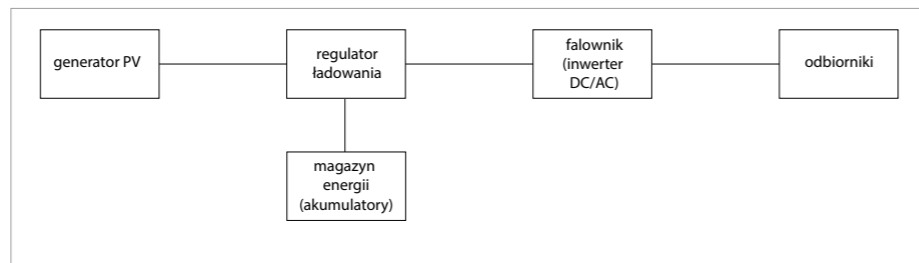 generator PV
regulator
ładowania
falownik
(inwerter
DC/AC)
odbiorniki
magazyn
energii
(akumulatory)